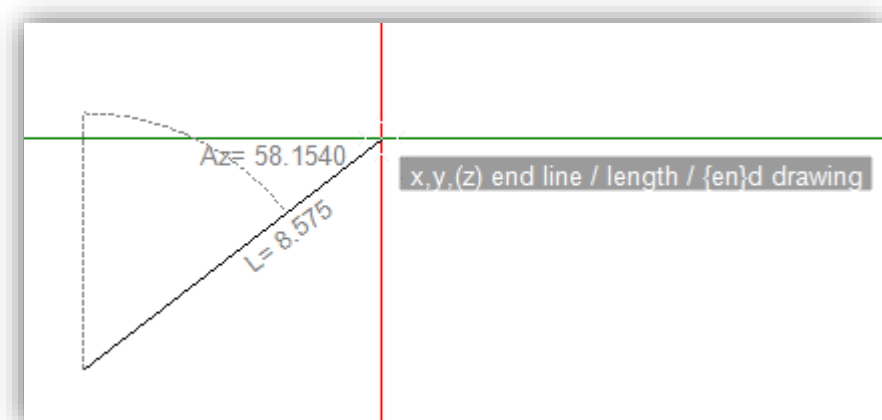 Az= 58.1540
x,y,(z) end line / length / {en}d drawing
L= 8.575